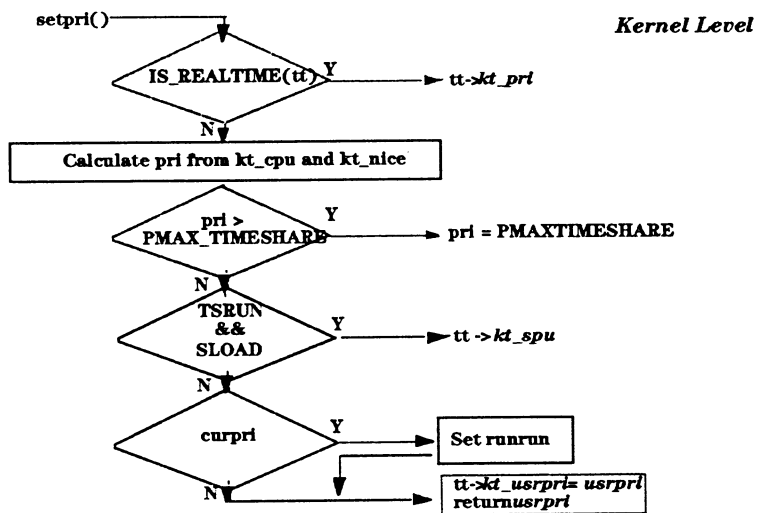 setpri()
Kernel Level
IS_REALTIME(tt)
Y
tt->kt_pri
N
Calculate pri from kt_cpu and kt_nice
pri >
PMAX_TIMESHARE
Y
pri = PMAXTIMESHARE
N
TSRUN
&&
SLOAD
Y
tt ->kt_spu
N
curpri
Y
Set runrun
N
tt->kt_usrpri= usrpri
returnusrpri